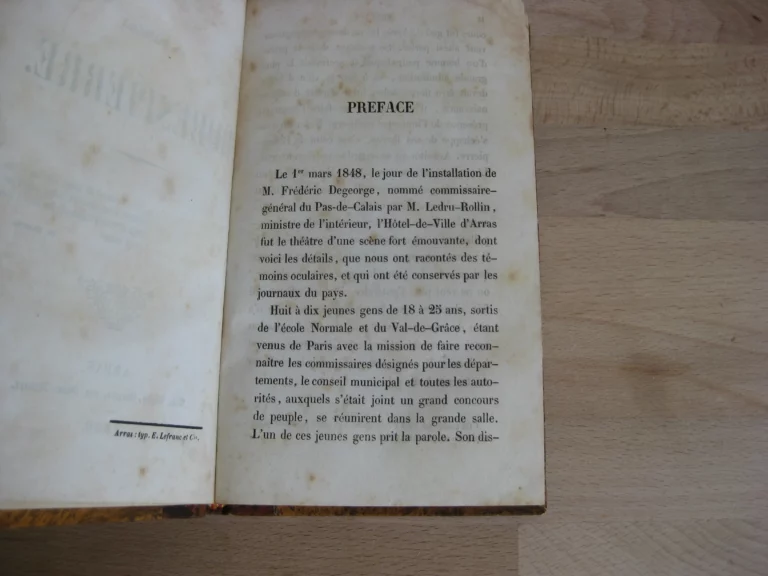 Arras : typ. E. Lefranc et Ce.
PREFACE
Le 1er mars 1848, le jour de l'installation de
M. Frédéric Degeorge, nommé commissaire-
général du Pas-de-Calais par M. Ledru-Rollin,
ministre de l'intérieur, l'Hôtel-de-Ville d'Arras
fut le théâtre d'une scène fort émouvante, dont
voici les détails, que nous ont racontés des té-
moins oculaires, et qui ont été conservés par les
journaux du pays.
Huit à dix jeunes gens de 18 à 25 ans, sortis
de l'école Normale et du Val-de-Grâce, étant
venus de Paris avec la mission de faire recon-
naître les commissaires désignés pour les dépar-
tements, le conseil municipal et toutes les auto-
rités, auxquels s'était joint un grand concours
de peuple, se réunirent dans la grande salle.
L'un de ces jeunes gens prit la parole. Son dis-